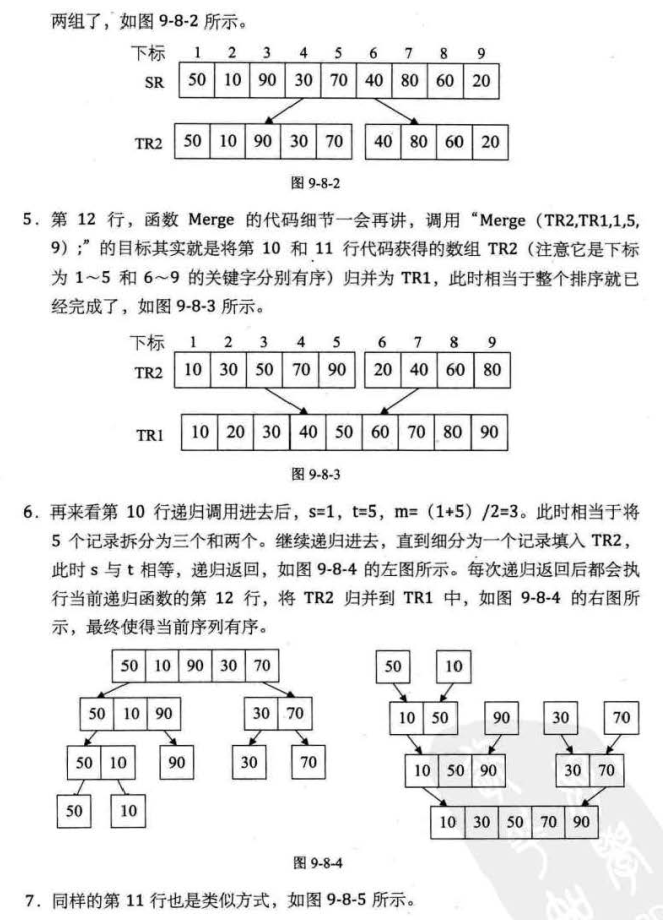 两组了，如图 9-8-2 所示。
下标 1 2 3 4 5 6 7 8 9
SR 50 10 90 30 70 40 80 60 20
TR2 50 10 90 30 70 40 80 60 20
图 9-8-2
5．第 12 行，函数 Merge 的代码细节一会再讲，调用“Merge（TR2,TR1,1,5,
9）;”的目标其实就是将第 10 和 11 行代码获得的数组 TR2（注意它是下标
为 1～5 和 6～9 的关键字分别有序）归并为 TR1，此时相当于整个排序就已
经完成了，如图 9-8-3 所示。
下标 1 2 3 4 5 6 7 8 9
TR2 10 30 50 70 90 20 40 60 80
TR1 10 20 30 40 50 60 70 80 90
图 9-8-3
6．再来看第 10 行递归调用进去后，s=1，t=5，m=（1+5）/2=3。此时相当于将
5 个记录拆分为三个和两个。继续递归进去，直到细分为一个记录填入 TR2，
此时 s 与 t 相等，递归返回，如图 9-8-4 的左图所示。每次递归返回后都会执
行当前递归函数的第 12 行，将 TR2 归并到 TR1 中，如图 9-8-4 的右图所
示，最终使得当前序列有序。
50 10 90 30 70
50 10 90 30 70
50 10 90 30 70
50 10
50 10
10 50 90 30 70
10 50 90 30 70
10 30 50 70 90
图 9-8-4
7．同样的第 11 行也是类似方式，如图 9-8-5 所示。